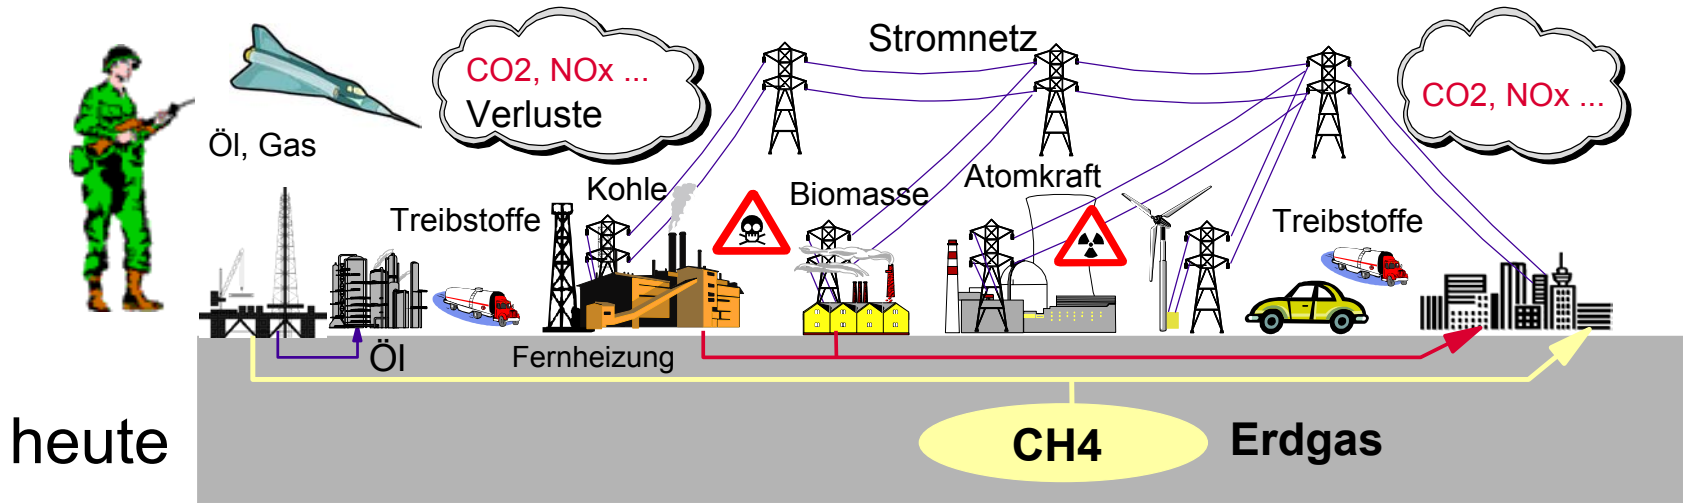 Stromnetz
CO2, NOx ...
Verluste
CO2, NOx ...
Öl, Gas
Kohle
Biomasse
Atomkraft
Treibstoffe
Treibstoffe
Öl
Fernheizung
heute
CH4
Erdgas